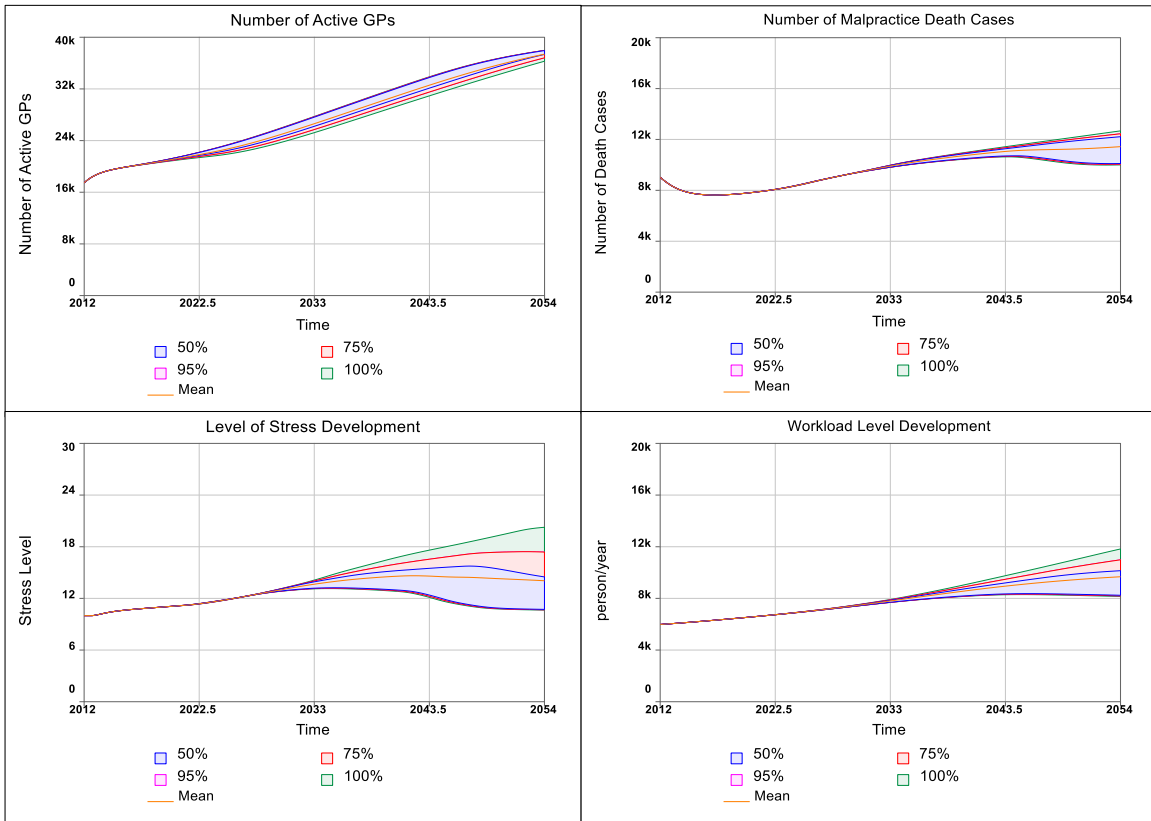 Number of Active GPs
Number of Active GPs
40k
32k
24k
16k
8k
0
2012 2022.5 2033 2043.5 2054
Time
50% 75%
95% 100%
Mean
Number of Malpractice Death Cases
Number of Death Cases
20k
16k
12k
8k
4k
0
2012 2022.5 2033 2043.5 2054
Time
50% 75%
95% 100%
Mean
Level of Stress Development
Stress Level
30
24
18
12
6
0
2012 2022.5 2033 2043.5 2054
Time
50% 75%
95% 100%
Mean
Workload Level Development
person/year
20k
16k
12k
8k
4k
0
2012 2022.5 2033 2043.5 2054
Time
50% 75%
95% 100%
Mean